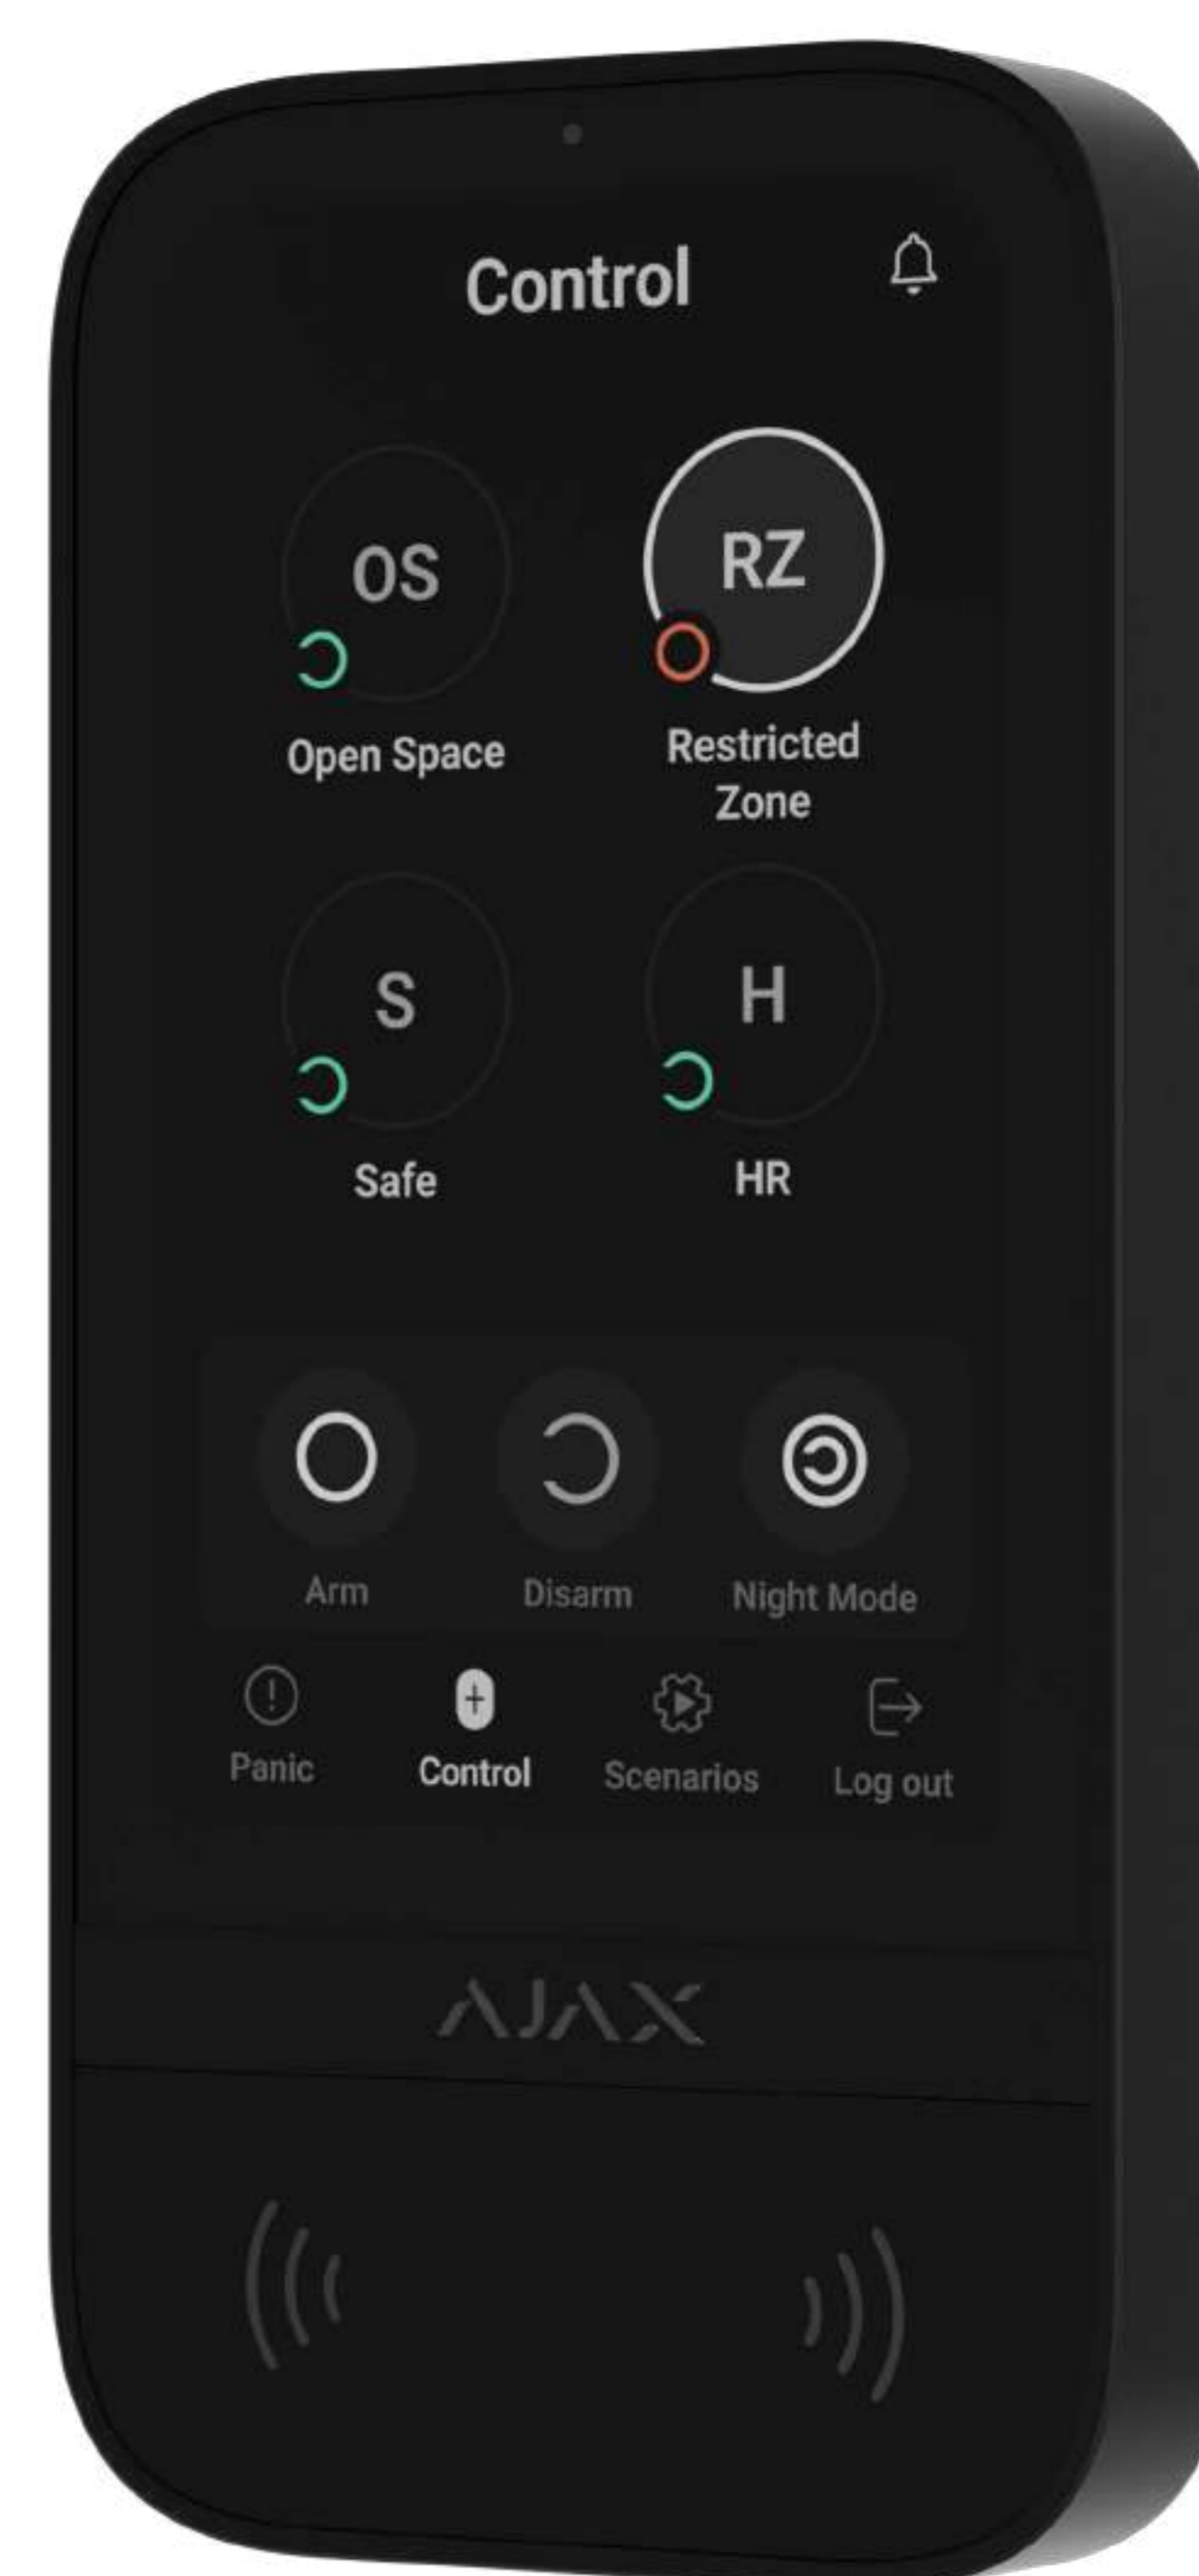 Control
OS
RZ
Open Space
Restricted
Zone
S
H
Safe
HR
Arm
Disarm
Night Mode
Panic
Control
Scenarios
Log out
AJAX